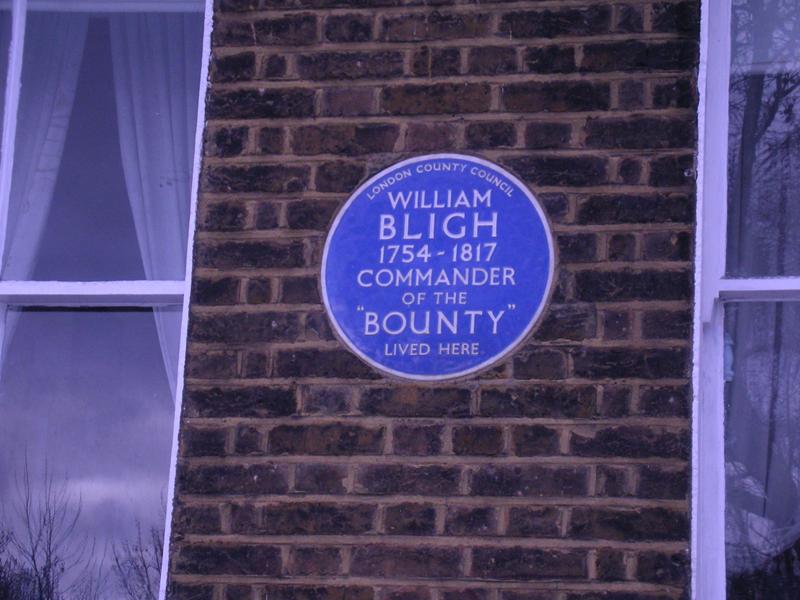 LONDON COUNTY COUNCIL
WILLIAM
BLIGH
1754-1817
COMMANDER
OF THE
"BOUNTY"
LIVED HERE